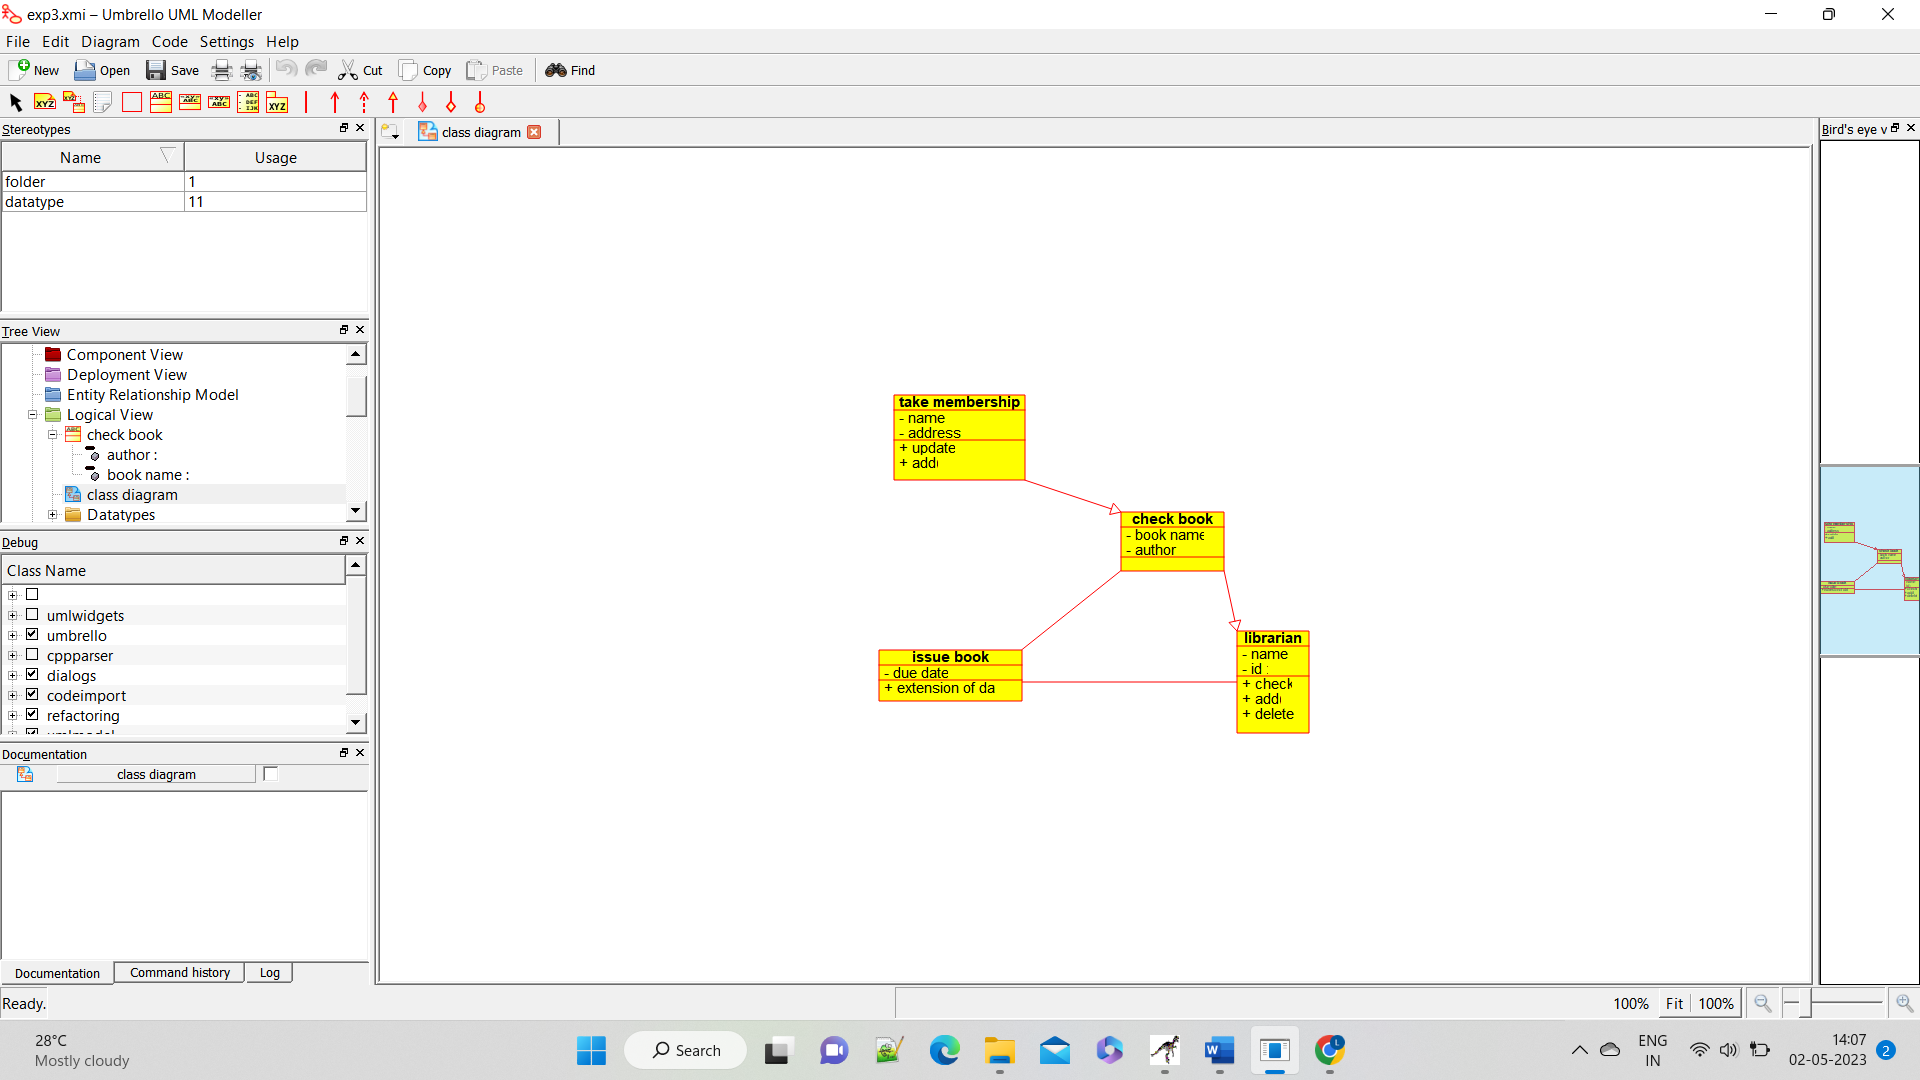 exp3.xmi – Umbrello UML Modeller
File Edit Diagram Code Settings Help
New Open Save Cut Copy Paste Find
Stereotypes
Name Usage
folder 1
datatype 11
Tree View
Component View
Deployment View
Entity Relationship Model
Logical View
check book
author :
book name :
class diagram
Datatypes
Debug
Class Name
umlwidgets
umbrello
cppparser
dialogs
codeimport
refactoring
Documentation
class diagram
Documentation Command history Log
Ready.
class diagram
take membership
- name
- address
+ update
+ add
check book
- book name
- author
issue book
- due date
+ extension of da
librarian
- name
- id :
+ check
+ add
+ delete
Bird's eye v
100% Fit 100%
28°C
Mostly cloudy
Search
ENG
IN
14:07
02-05-2023
2